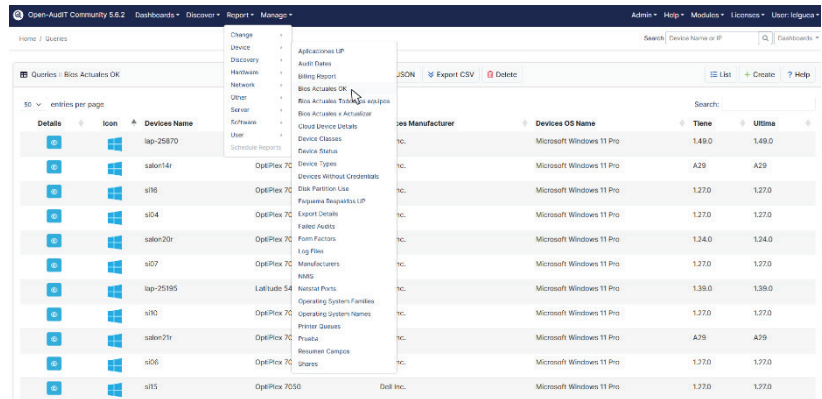 Open-AudIT Community 5.6.2 Dashboards Discover Report Manage Admin Help Modules Licenses User: lelguea
Home / Queries Search Device Name or IP Dashboards
Queries Bios Actuales OK JSON Export CSV Delete List + Create ? Help
50 entries per page Search:
Details Icon Devices Name ces Manufacturer Devices OS Name Tiene Ultima
lap-25870 nc. Microsoft Windows 11 Pro 1.49.0 1.49.0
salon14r OptiPlex 70 nc. Microsoft Windows 11 Pro A29 A29
si16 OptiPlex 70 nc. Microsoft Windows 11 Pro 1.27.0 1.27.0
si04 OptiPlex 70 nc. Microsoft Windows 11 Pro 1.27.0 1.27.0
salon20r OptiPlex 70 nc. Microsoft Windows 11 Pro 1.24.0 1.24.0
si07 OptiPlex 70 nc. Microsoft Windows 11 Pro 1.27.0 1.27.0
lap-25195 Latitude 54 nc. Microsoft Windows 11 Pro 1.39.0 1.39.0
si10 OptiPlex 70 nc. Microsoft Windows 11 Pro 1.27.0 1.27.0
salon21r OptiPlex 70 nc. Microsoft Windows 11 Pro A29 A29
si06 OptiPlex 70 nc. Microsoft Windows 11 Pro 1.27.0 1.27.0
si15 OptiPlex 7050 Dell Inc. Microsoft Windows 11 Pro 1.27.0 1.27.0
Change
Device
Discovery
Hardware
Network
Other
Server
Software
User
Schedule Reports
Aplicaciones UP
Audit Dates
Billing Report
Bios Actuales OK
Bios Actuales Todos los equipos
Bios Actuales x Actualizar
Cloud Device Details
Device Classes
Device Status
Device Types
Devices Without Credentials
Disk Partition Use
Esquema Respaldos UP
Export Details
Failed Audits
Form Factors
Log Files
Manufacturers
NMIS
Netstat Ports
Operating System Families
Operating System Names
Printer Queues
Prueba
Resumen Campos
Shares